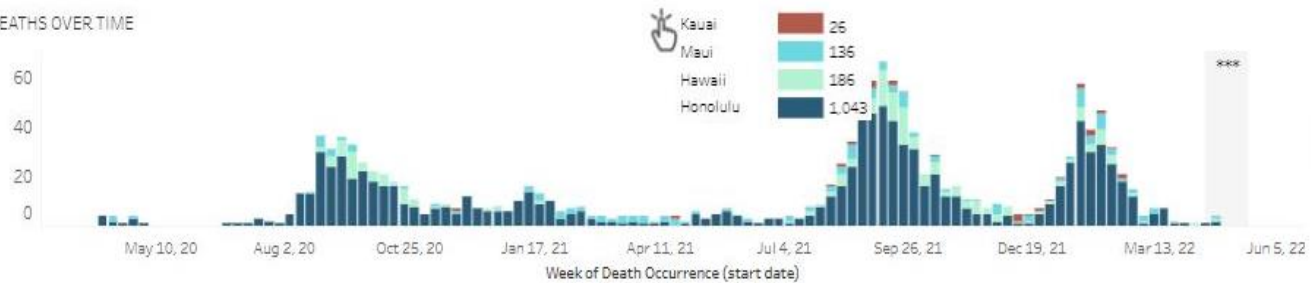 EATHS OVER TIME
Kauai 26
Maui 136
Hawaii 186
Honolulu 1,043
60
40
20
0
***
May 10, 20 Aug 2, 20 Oct 25, 20 Jan 17, 21 Apr 11, 21 Jul 4, 21 Sep 26, 21 Dec 19, 21 Mar 13, 22 Jun 5, 22
Week of Death Occurrence (start date)